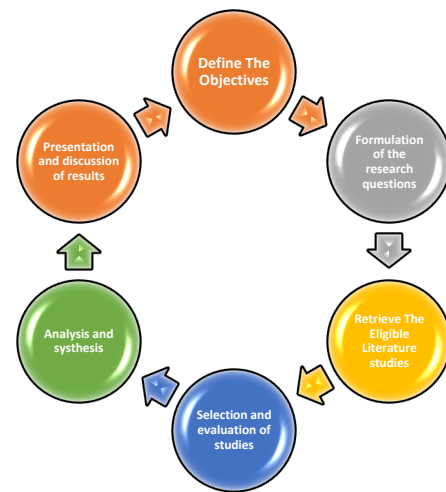 Define The
Objectives
Formulation
of the
research
questions
Retrieve The
Eligible
Literature
studies
Selection and
evaluation of
studies
Analysis and
systhesis
Presentation
and discussion
of results